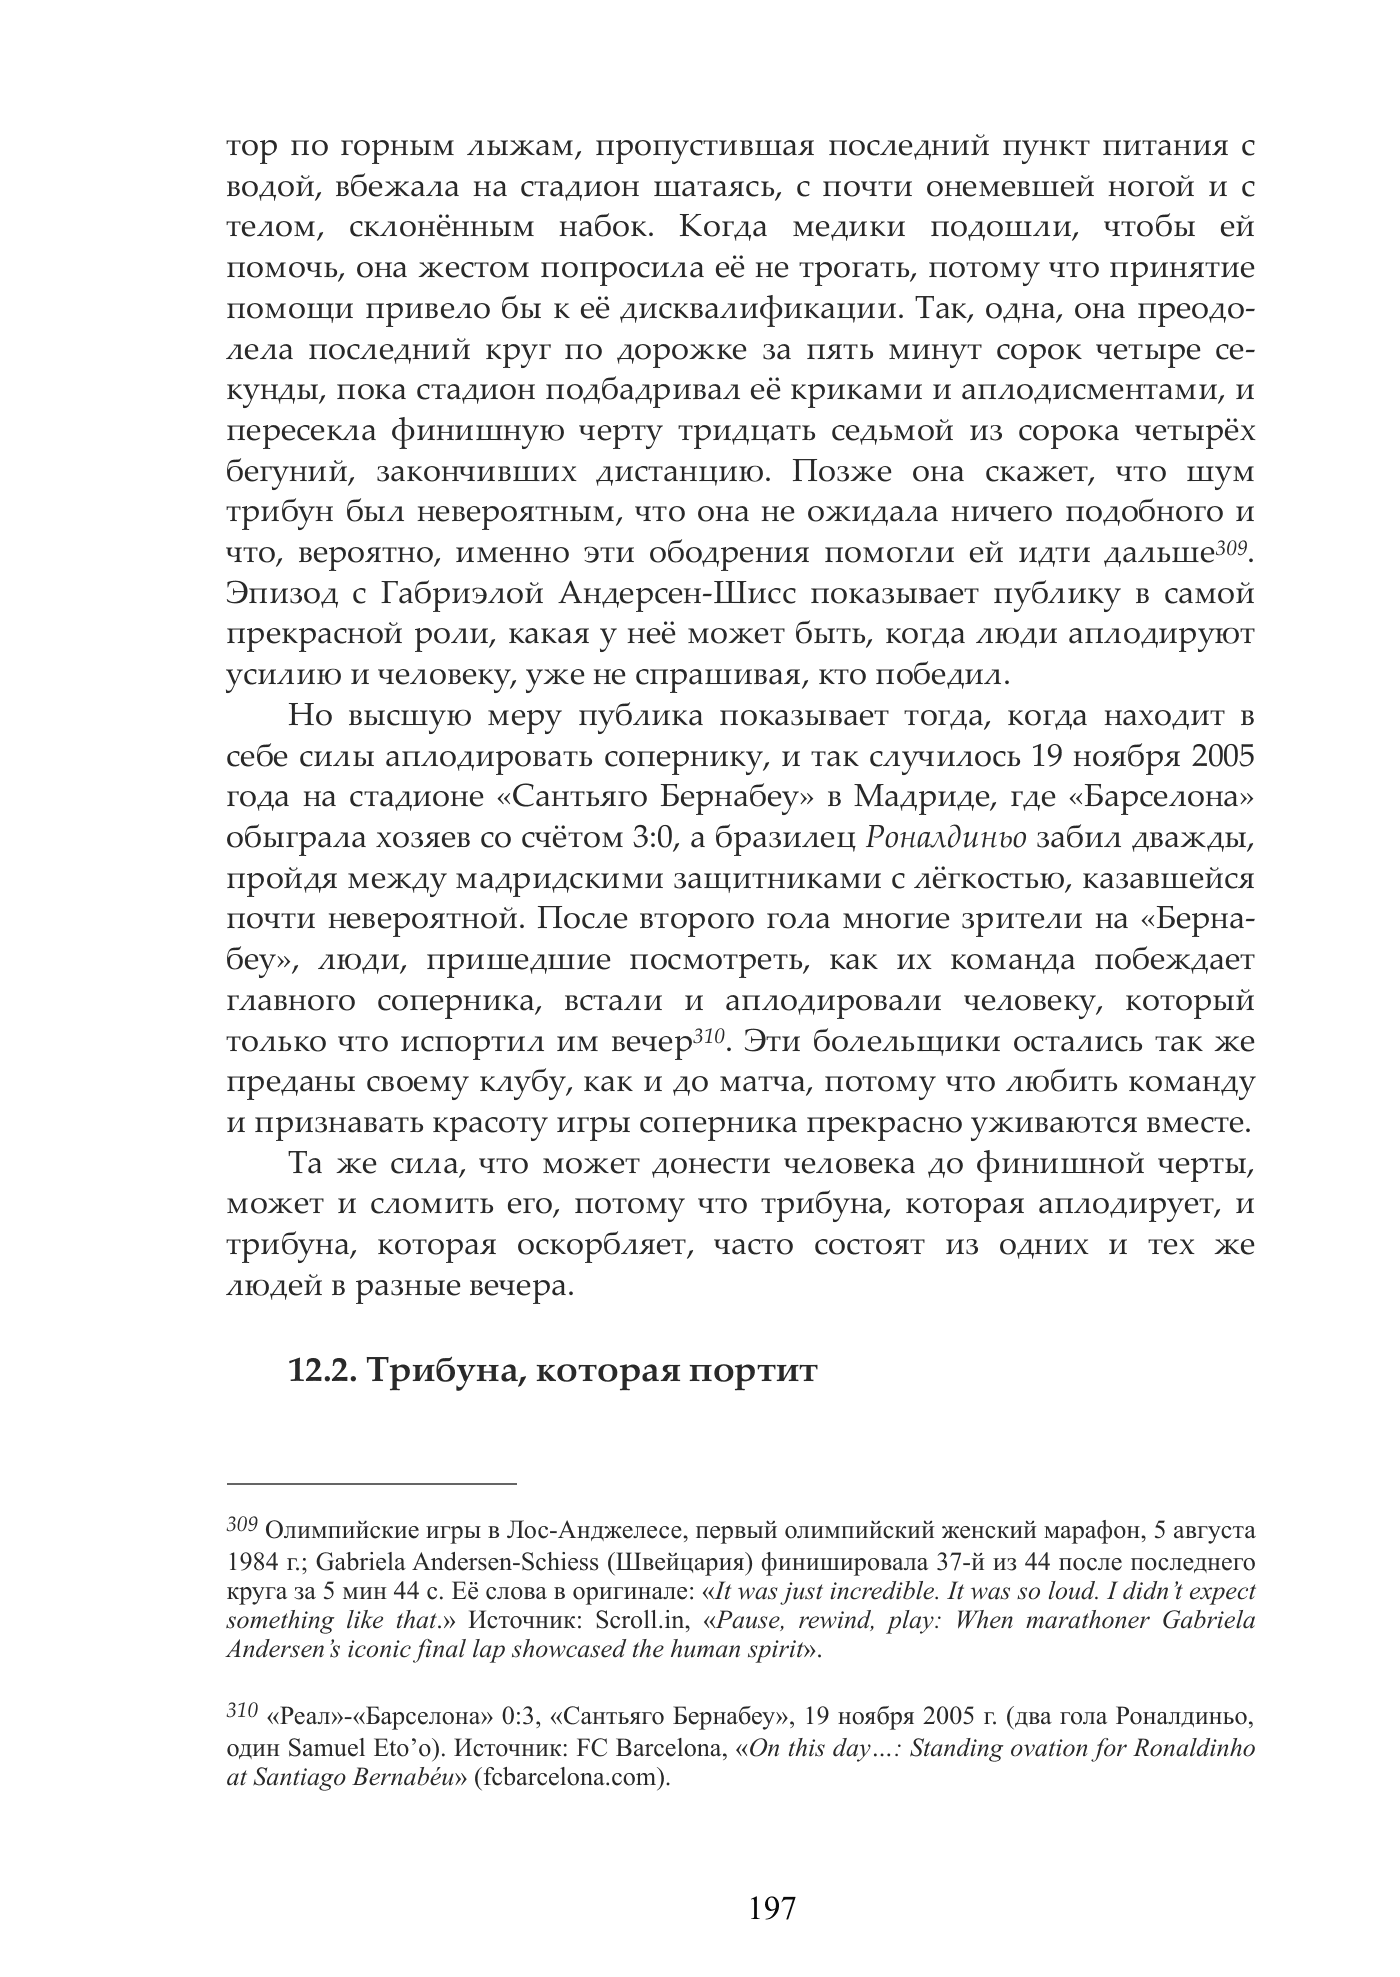 тор по горным лыжам, пропустившая последний пункт питания с
водой, вбежала на стадион шатаясь, с почти онемевшей ногой и с
телом, склонённым набок. Когда медики подошли, чтобы ей
помочь, она жестом попросила её не трогать, потому что принятие
помощи привело бы к её дисквалификации. Так, одна, она преодо-
лела последний круг по дорожке за пять минут сорок четыре се-
кунды, пока стадион подбадривал её криками и аплодисментами, и
пересекла финишную черту тридцать седьмой из сорока четырёх
бегуний, закончивших дистанцию. Позже она скажет, что шум
трибун был невероятным, что она не ожидала ничего подобного и
что, вероятно, именно эти ободрения помогли ей идти дальше309.
Эпизод с Габриэлой Андерсен-Шисс показывает публику в самой
прекрасной роли, какая у неё может быть, когда люди аплодируют
усилию и человеку, уже не спрашивая, кто победил.
Но высшую меру публика показывает тогда, когда находит в
себе силы аплодировать сопернику, и так случилось 19 ноября 2005
года на стадионе «Сантьяго Бернабеу» в Мадриде, где «Барселона»
обыграла хозяев со счётом 3:0, а бразилец Роналдиньо забил дважды,
пройдя между мадридскими защитниками с лёгкостью, казавшейся
почти невероятной. После второго гола многие зрители на «Берна-
беу», люди, пришедшие посмотреть, как их команда побеждает
главного соперника, встали и аплодировали человеку, который
только что испортил им вечер310. Эти болельщики остались так же
преданы своему клубу, как и до матча, потому что любить команду
и признавать красоту игры соперника прекрасно уживаются вместе.
Та же сила, что может донести человека до финишной черты,
может и сломить его, потому что трибуна, которая аплодирует, и
трибуна, которая оскорбляет, часто состоят из одних и тех же
людей в разные вечера.
12.2. Трибуна, которая портит
309 Олимпийские игры в Лос-Анджелесе, первый олимпийский женский марафон, 5 августа
1984 г.; Gabriela Andersen-Schiess (Швейцария) финишировала 37-й из 44 после последнего
круга за 5 мин 44 с. Её слова в оригинале: «It was just incredible. It was so loud. I didn’t expect
something like that.» Источник: Scroll.in, «Pause, rewind, play: When marathoner Gabriela
Andersen’s iconic final lap showcased the human spirit».
310 «Реал»-«Барселона» 0:3, «Сантьяго Бернабеу», 19 ноября 2005 г. (два гола Роналдиньо,
один Samuel Eto’o). Источник: FC Barcelona, «On this day…: Standing ovation for Ronaldinho
at Santiago Bernabéu» (fcbarcelona.com).
197